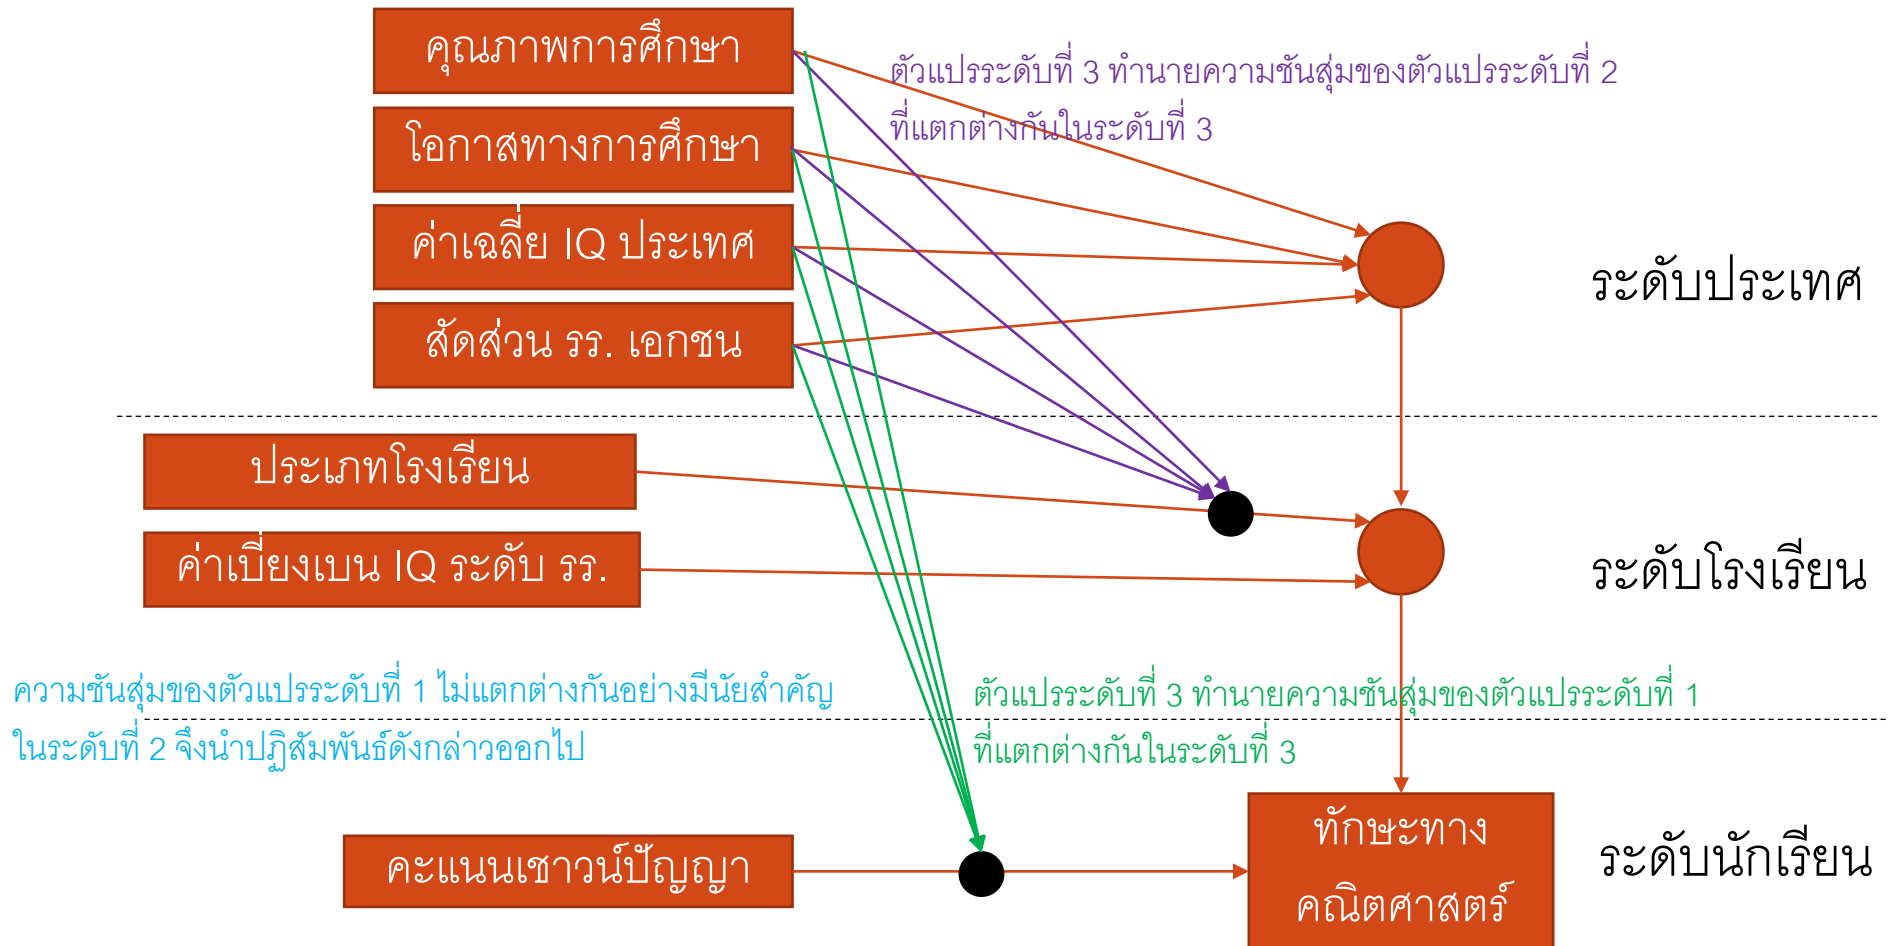 คุณภาพการศึกษา
ตัวแปรระดับที่ 3 ทำนายความชันสุ่มของตัวแปรระดับที่ 2
ที่แตกต่างกันในระดับที่ 3
โอกาสทางการศึกษา
ค่าเฉลี่ย IQ ประเทศ
สัดส่วน รร. เอกชน
ระดับประเทศ
ประเภทโรงเรียน
ค่าเบี่ยงเบน IQ ระดับ รร.
ระดับโรงเรียน
ความชันสุ่มของตัวแปรระดับที่ 1 ไม่แตกต่างกันอย่างมีนัยสำคัญ
ในระดับที่ 2 จึงนำปฏิสัมพันธ์ดังกล่าวออกไป
ตัวแปรระดับที่ 3 ทำนายความชันสุ่มของตัวแปรระดับที่ 1
ที่แตกต่างกันในระดับที่ 3
คะแนนเชาวน์ปัญญา
ทักษะทาง
คณิตศาสตร์
ระดับนักเรียน